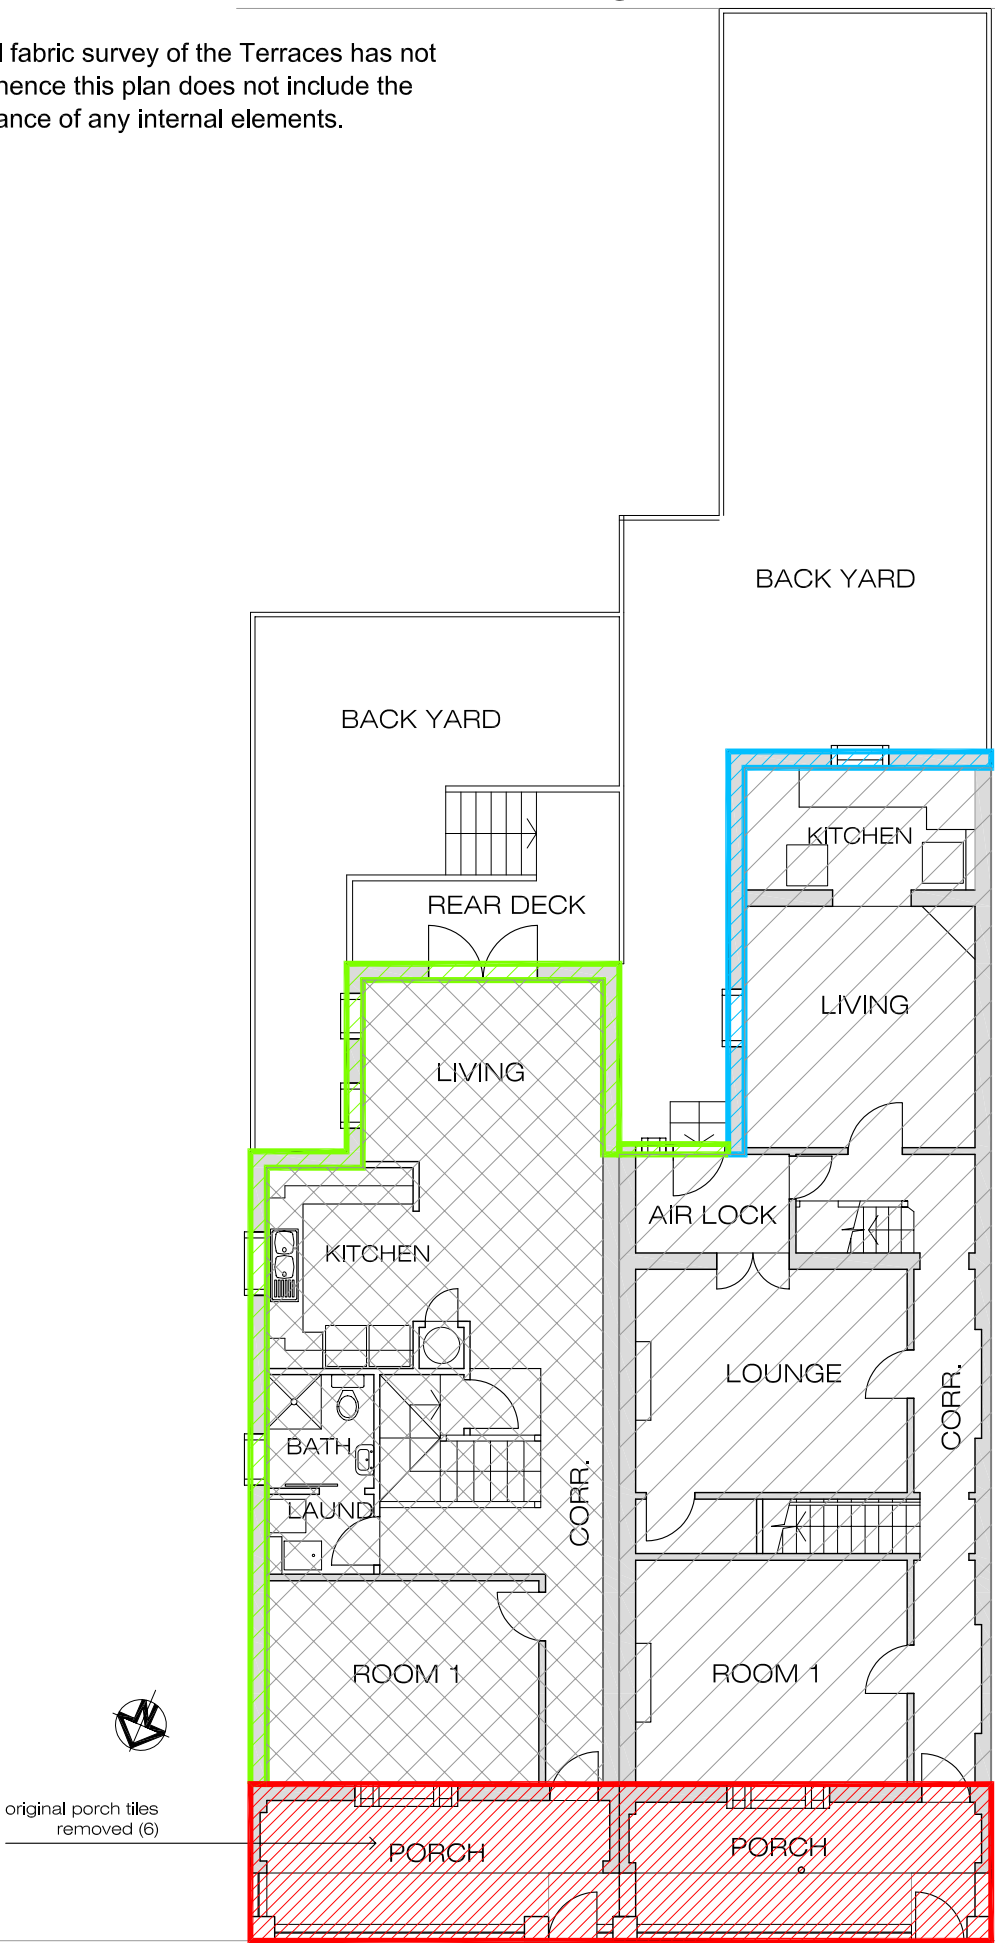 fabric survey of the Terraces has not
hence this plan does not include the
of any internal elements.
BACK YARD
BACK YARD
KITCHEN
REAR DECK
LIVING
LIVING
AIR LOCK
KITCHEN
LOUNGE
CORR.
BATH
LAUND
CORR.
ROOM 1
ROOM 1
N
original porch tiles
removed (6)
PORCH
PORCH